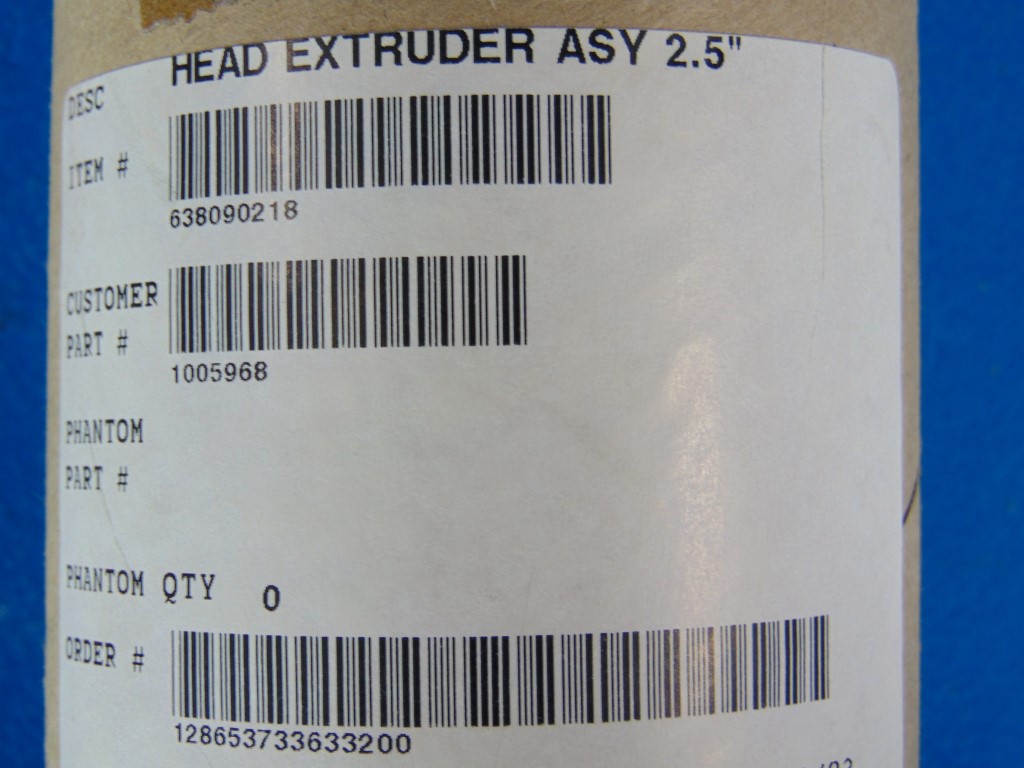 DESC HEAD EXTRUDER ASY 2.5"
ITEM #
638090218
CUSTOMER
PART #
1005968
PHANTOM
PART #
PHANTOM QTY 0
ORDER #
128653733633200